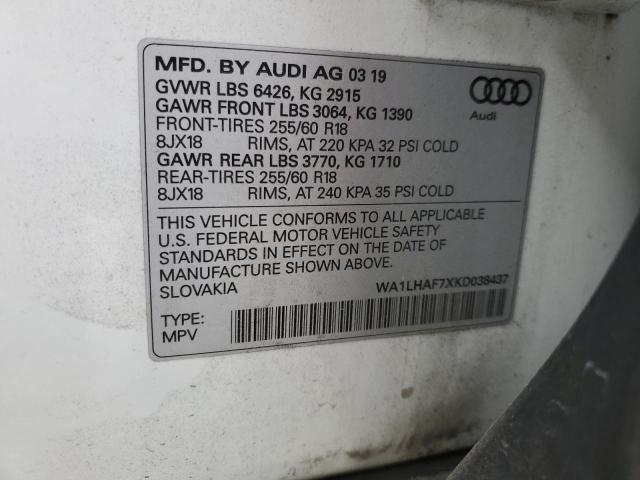 MFD. BY AUDI AG 03 19
GVWR LBS 6426, KG 2915
GAWR FRONT LBS 3064, KG 1390
FRONT-TIRES 255/60 R18
8JX18 RIMS, AT 220 KPA 32 PSI COLD
GAWR REAR LBS 3770, KG 1710
REAR-TIRES 255/60 R18
8JX18 RIMS, AT 240 KPA 35 PSI COLD
Audi
THIS VEHICLE CONFORMS TO ALL APPLICABLE
U.S. FEDERAL MOTOR VEHICLE SAFETY
STANDARDS IN EFFECT ON THE DATE OF
MANUFACTURE SHOWN ABOVE.
SLOVAKIA WA1LHAF7XKD038437
TYPE:
MPV